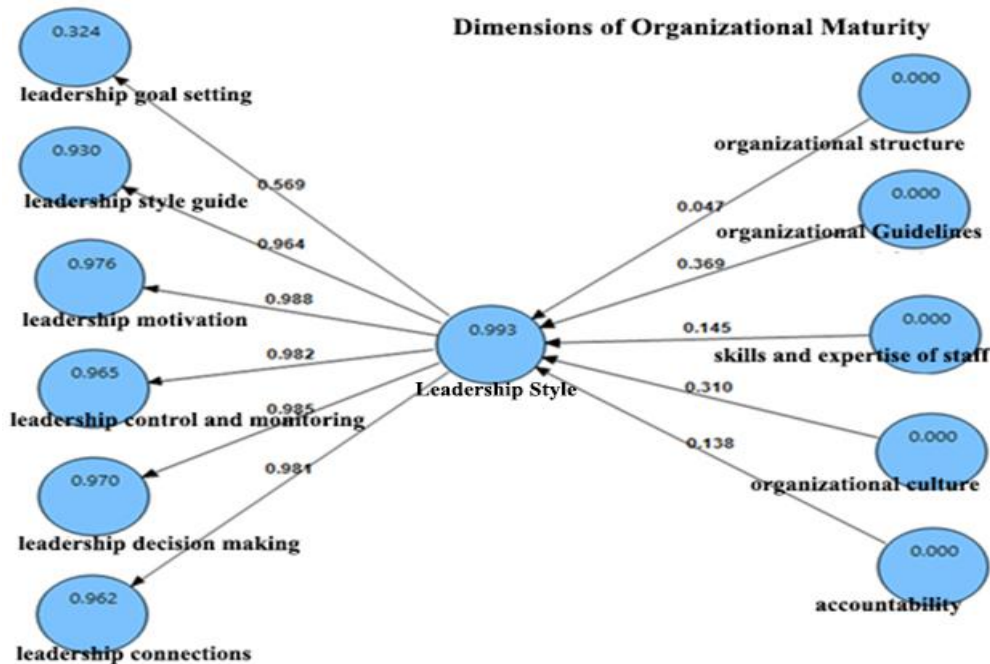 Dimensions of Organizational Maturity
0.324
leadership goal setting
0.930
leadership style guide
0.976
leadership motivation
0.965
leadership control and monitoring
0.970
leadership decision making
0.962
leadership connections
0.569
0.964
0.988
0.982
0.985
0.981
0.993
Leadership Style
0.047
0.369
0.145
0.310
0.138
0.000
organizational structure
0.000
organizational Guidelines
0.000
skills and expertise of staff
0.000
organizational culture
0.000
accountability